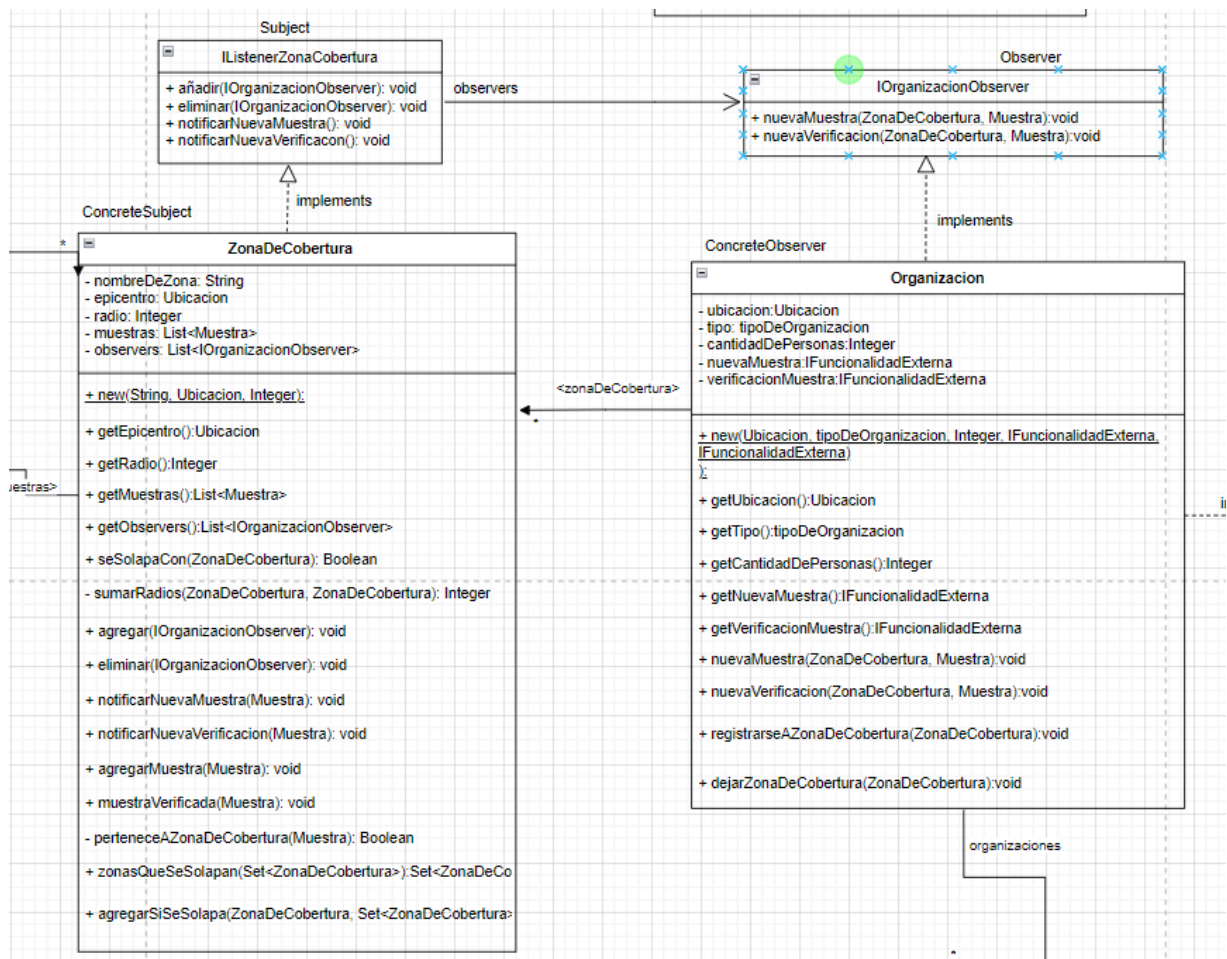 Subject
IListenerZonaCobertura
+ añadir(IOrganizacionObserver): void
+ eliminar(IOrganizacionObserver): void
+ notificarNuevaMuestra(): void
+ notificarNuevaVerificacon(): void
observers
Observer
IOrganizacionObserver
+ nuevaMuestra(ZonaDeCobertura, Muestra):void
+ nuevaVerificacion(ZonaDeCobertura, Muestra):void
implements
implements
ConcreteSubject
*
ZonaDeCobertura
- nombreDeZona: String
- epicentro: Ubicacion
- radio: Integer
- muestras: List<Muestra>
- observers: List<IOrganizacionObserver>
+ new(String, Ubicacion, Integer):
+ getEpicentro():Ubicacion
+ getRadio():Integer
+ getMuestras():List<Muestra>
+ getObservers():List<IOrganizacionObserver>
+ seSolapaCon(ZonaDeCobertura): Boolean
- sumarRadios(ZonaDeCobertura, ZonaDeCobertura): Integer
+ agregar(IOrganizacionObserver): void
+ eliminar(IOrganizacionObserver): void
+ notificarNuevaMuestra(Muestra): void
+ notificarNuevaVerificacion(Muestra): void
+ agregarMuestra(Muestra): void
+ muestraVerificada(Muestra): void
- perteneceAZonaDeCobertura(Muestra): Boolean
+ zonasQueSeSolapan(Set<ZonaDeCobertura>):Set<ZonaDeCo
+ agregarSiSeSolapa(ZonaDeCobertura, Set<ZonaDeCobertura>
uestras>
<zonaDeCobertura>
*
ConcreteObserver
Organizacion
- ubicacion:Ubicacion
- tipo: tipoDeOrganizacion
- cantidadDePersonas:Integer
- nuevaMuestra:IFuncionalidadExterna
- verificacionMuestra:IFuncionalidadExterna
+ new(Ubicacion, tipoDeOrganizacion, Integer, IFuncionalidadExterna,
IFuncionalidadExterna)
):
+ getUbicacion():Ubicacion
+ getTipo():tipoDeOrganizacion
+ getCantidadDePersonas():Integer
+ getNuevaMuestra():IFuncionalidadExterna
+ getVerificacionMuestra():IFuncionalidadExterna
+ nuevaMuestra(ZonaDeCobertura, Muestra):void
+ nuevaVerificacion(ZonaDeCobertura, Muestra):void
+ registrarseAZonaDeCobertura(ZonaDeCobertura):void
+ dejarZonaDeCobertura(ZonaDeCobertura):void
organizaciones
*